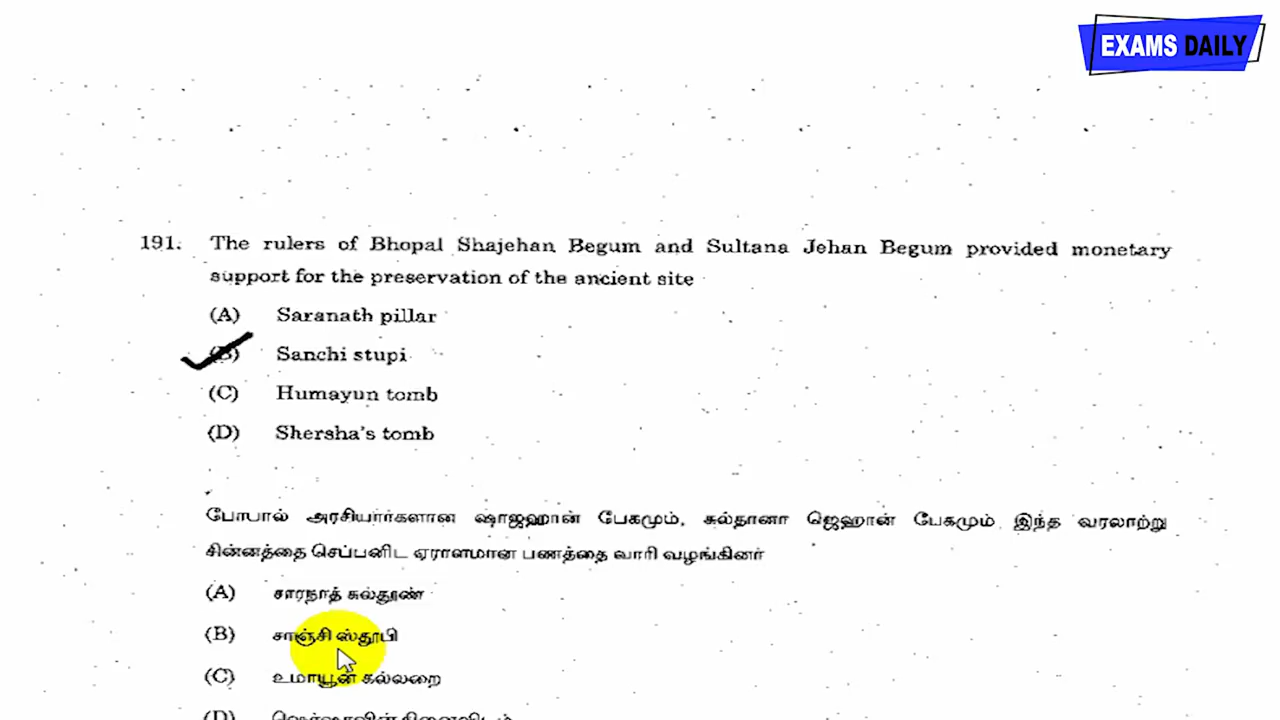 EXAMS DAILY
191. The rulers of Bhopal Shajehan Begum and Sultana Jehan Begum provided monetary
support for the preservation of the ancient site
(A) Saranath pillar
(B) Sanchi stupi
(C) Humayun tomb
(D) Shersha's tomb
போபால் அரசியார்களான ஷாஜஹான் பேகமும், சுல்தானா ஜெஹான் பேகமும் இந்த வரலாற்று
சின்னத்தை செப்பனிட ஏராளமான பணத்தை வாரி வழங்கினர்
(A) சாரநாத் கல்தூண்
(B) சாஞ்சி ஸ்தூபி
(C) உமாயூன் கல்லறை
(D) ஷெர்ஷாவின் நினைவிடம்